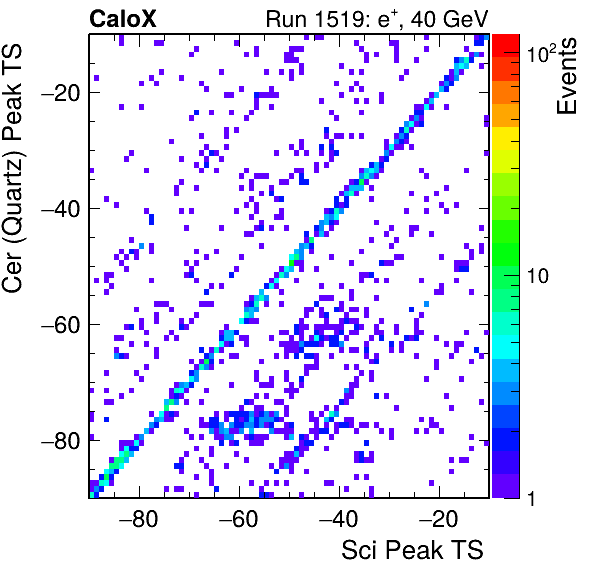 CaloX Run 1519: e⁺, 40 GeV
Cer (Quartz) Peak TS
−20
−40
−60
−80
−80 −60 −40 −20
Sci Peak TS
10²
10
1
Events